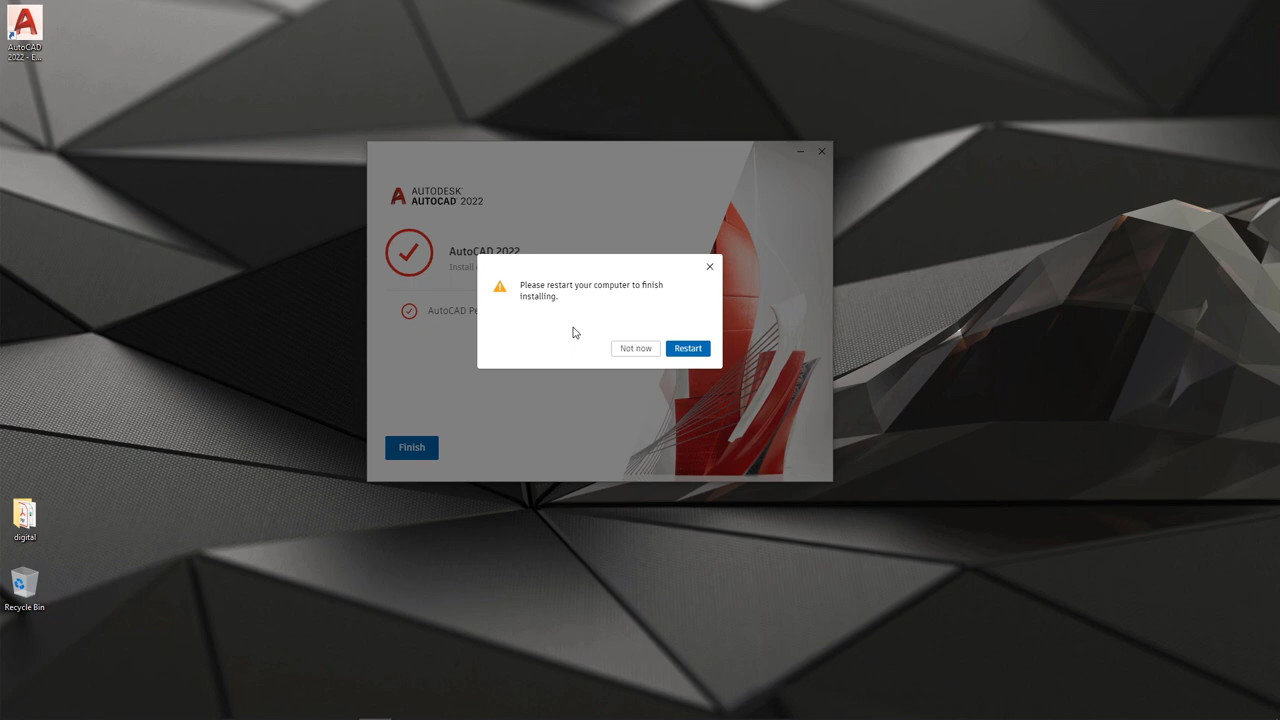 AutoCAD
2022 - E...
AUTODESK
AUTOCAD 2022
AutoCAD 2022
Install
AutoCAD Pe
Please restart your computer to finish
installing.
Not now
Restart
Finish
digital
Recycle Bin